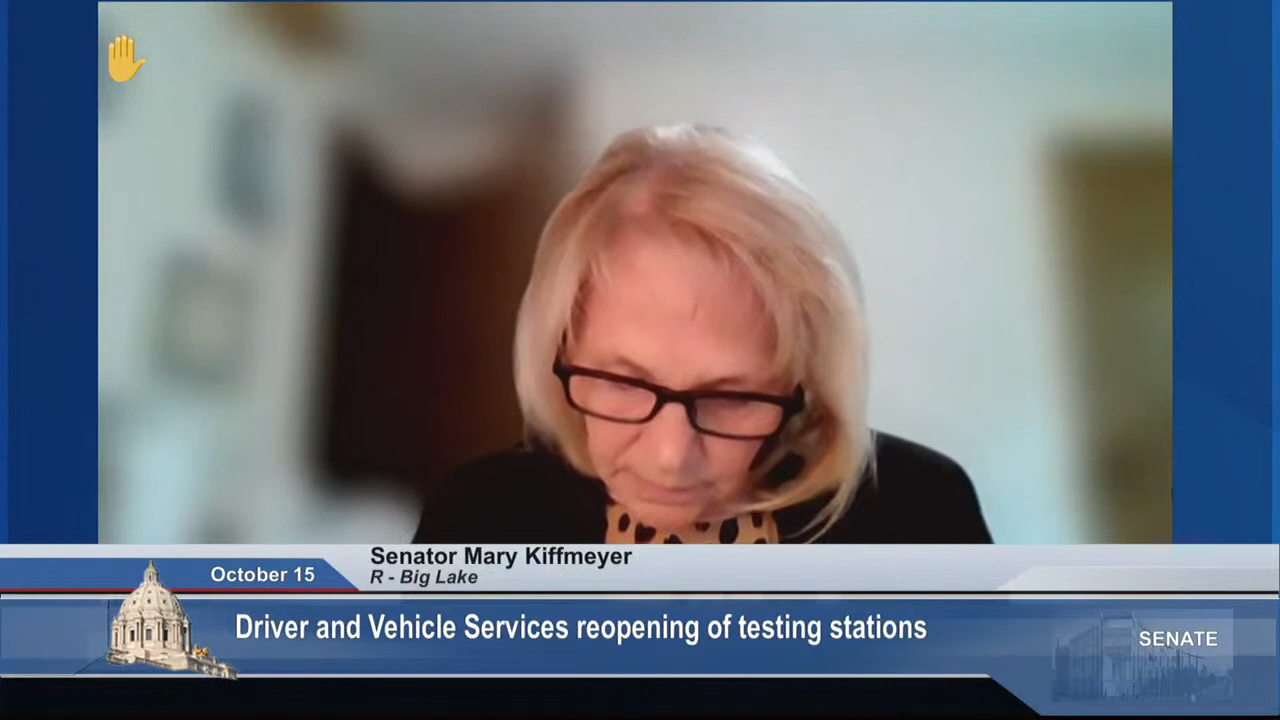 Senator Mary Kiffmeyer
R - Big Lake
October 15
Driver and Vehicle Services reopening of testing stations
SENATE